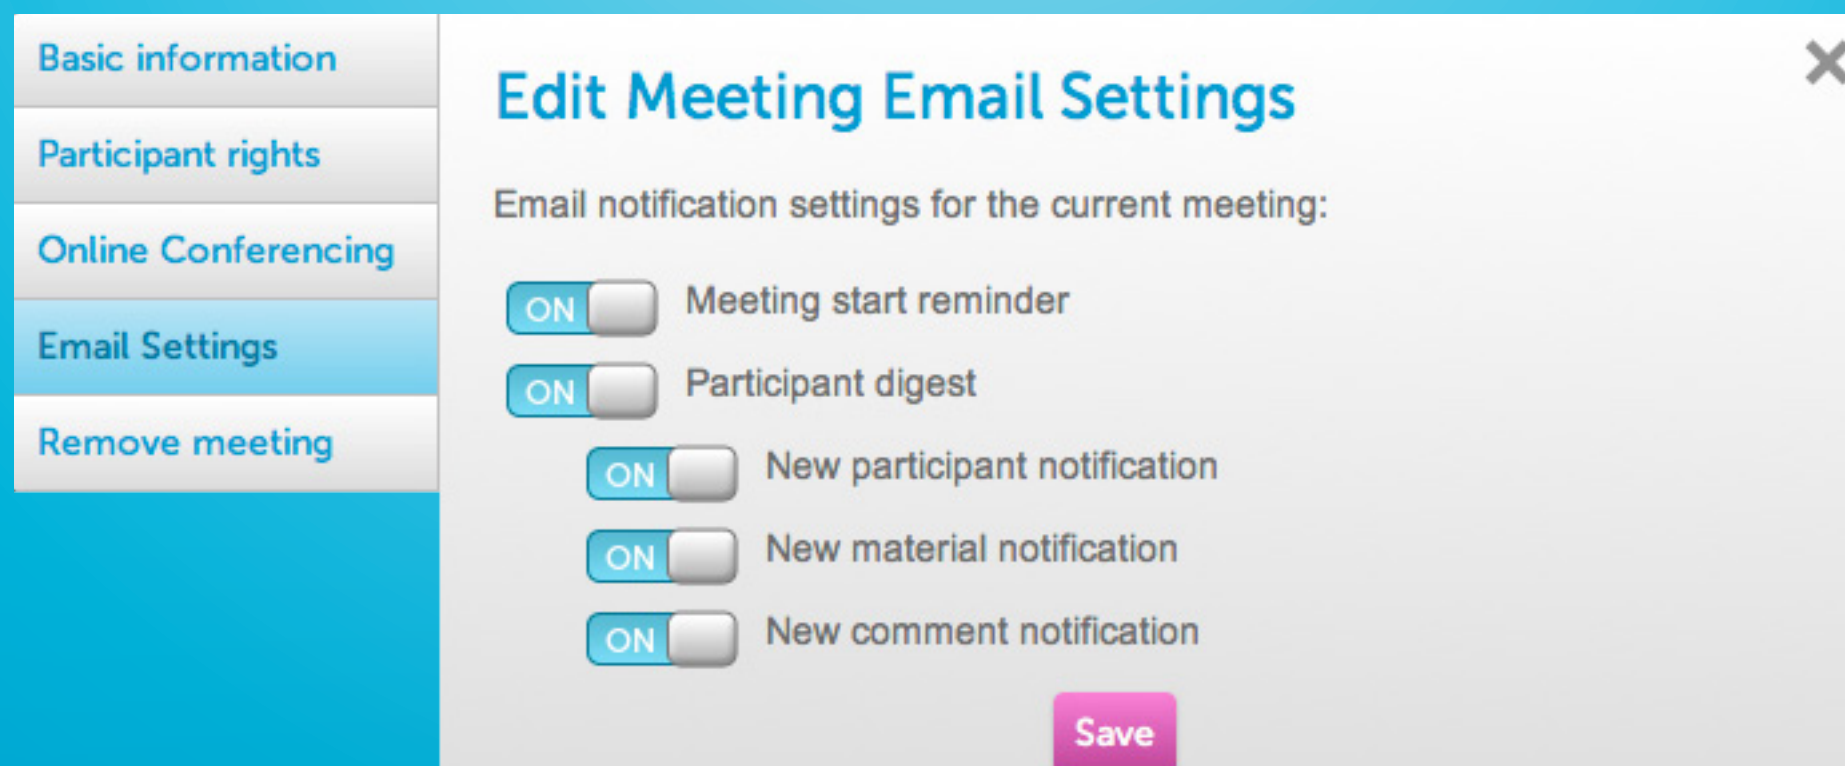 Basic information
Participant rights
Online Conferencing
Email Settings
Remove meeting
Edit Meeting Email Settings
Email notification settings for the current meeting:
ON Meeting start reminder
ON Participant digest
ON New participant notification
ON New material notification
ON New comment notification
Save